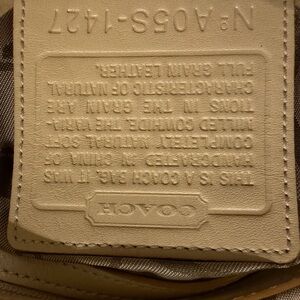 COACH
THIS IS A COACH BAG. IT WAS
HANDCRAFTED IN CHINA OF
COMPLETELY NATURAL, SOFT
MILLED COWHIDE. THE VARIA-
TIONS IN THE GRAIN ARE
CHARACTERISTIC OF NATURAL
FULL GRAIN LEATHER.
Nº A05S-1427